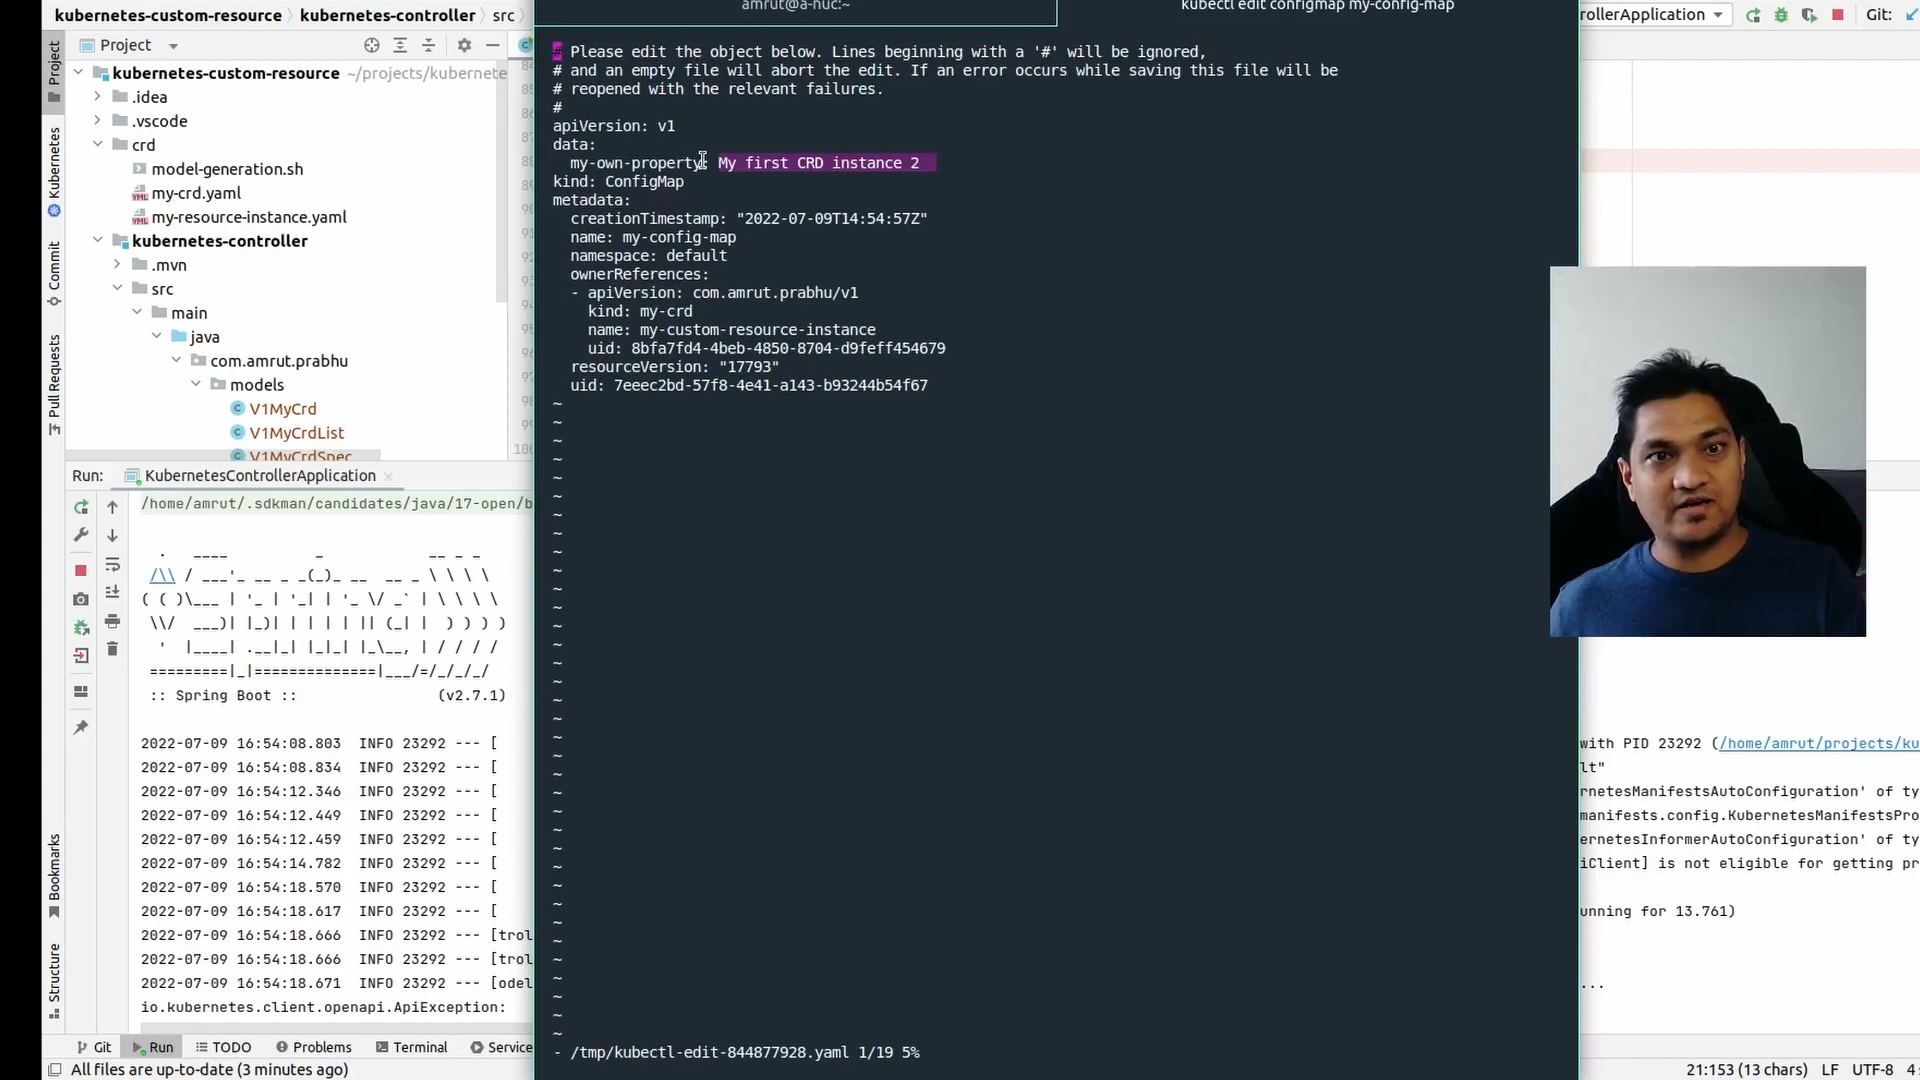 kubernetes-custom-resource › kubernetes-controller › src
amrut@a-nuc:~
kubectl edit configmap my-config-map
rollerApplication
Git:
Project
kubernetes-custom-resource ~/projects/kubernete
.idea
.vscode
crd
model-generation.sh
my-crd.yaml
my-resource-instance.yaml
kubernetes-controller
.mvn
src
main
java
com.amrut.prabhu
models
V1MyCrd
V1MyCrdList
V1MyCrdSpec
Project
Kubernetes
Commit
Pull Requests
Bookmarks
Structure
# Please edit the object below. Lines beginning with a '#' will be ignored,
# and an empty file will abort the edit. If an error occurs while saving this file will be
# reopened with the relevant failures.
#
apiVersion: v1
data:
  my-own-property: My first CRD instance 2
kind: ConfigMap
metadata:
  creationTimestamp: "2022-07-09T14:54:57Z"
  name: my-config-map
  namespace: default
  ownerReferences:
  - apiVersion: com.amrut.prabhu/v1
    kind: my-crd
    name: my-custom-resource-instance
    uid: 8bfa7fd4-4beb-4850-8704-d9feff454679
  resourceVersion: "17793"
  uid: 7eeec2bd-57f8-4e41-a143-b93244b54f67
- /tmp/kubectl-edit-844877928.yaml 1/19 5%
Run: KubernetesControllerApplication
/home/amrut/.sdkman/candidates/java/17-open/b
:: Spring Boot :: (v2.7.1)
2022-07-09 16:54:08.803 INFO 23292 --- [
2022-07-09 16:54:08.834 INFO 23292 --- [
2022-07-09 16:54:12.346 INFO 23292 --- [
2022-07-09 16:54:12.449 INFO 23292 --- [
2022-07-09 16:54:12.459 INFO 23292 --- [
2022-07-09 16:54:14.782 INFO 23292 --- [
2022-07-09 16:54:18.570 INFO 23292 --- [
2022-07-09 16:54:18.617 INFO 23292 --- [
2022-07-09 16:54:18.666 INFO 23292 --- [trol
2022-07-09 16:54:18.666 INFO 23292 --- [trol
2022-07-09 16:54:18.671 INFO 23292 --- [odel
io.kubernetes.client.openapi.ApiException:
with PID 23292 (/home/amrut/projects/ku
lt"
rnetesManifestsAutoConfiguration' of ty
manifests.config.KubernetesManifestsPro
ernetesInformerAutoConfiguration' of ty
iClient] is not eligible for getting pr
unning for 13.761)
...
Git Run TODO Problems Terminal Service
All files are up-to-date (3 minutes ago)
21:153 (13 chars) LF UTF-8 4